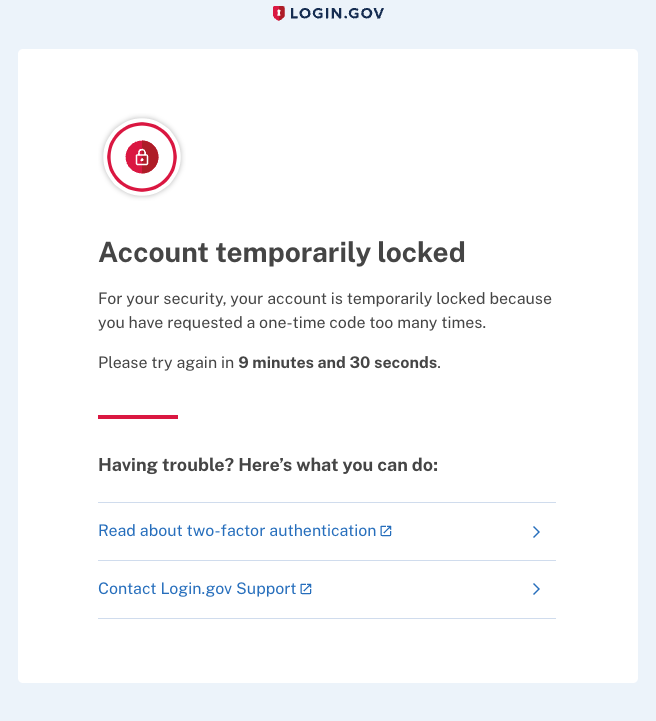 LOGIN.GOV
Account temporarily locked
For your security, your account is temporarily locked because
you have requested a one-time code too many times.
Please try again in 9 minutes and 30 seconds.
Having trouble? Here’s what you can do:
Read about two-factor authentication
Contact Login.gov Support